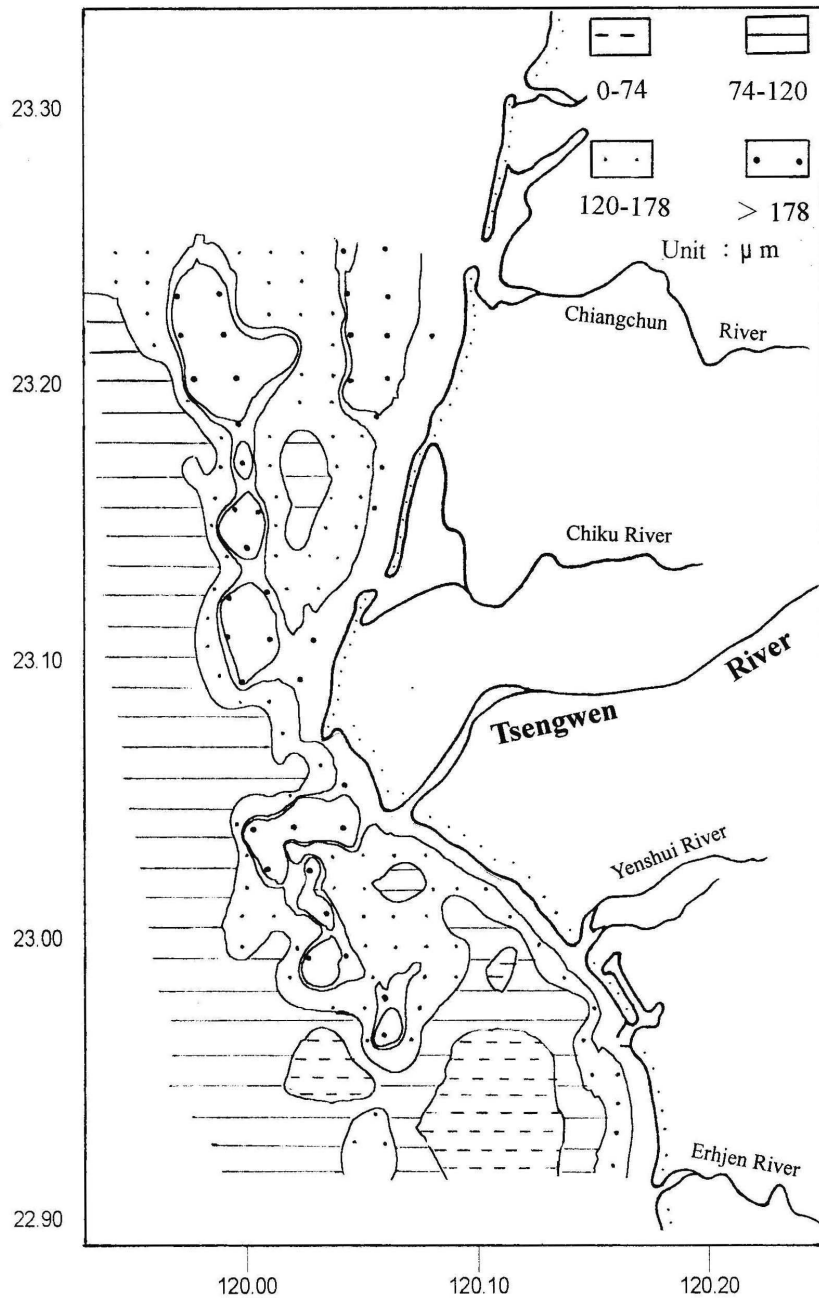 0-74 74-120
120-178 > 178
Unit : μ m
23.30
Chiangchun River
23.20
Chiku River
23.10
Tsengwen River
Yenshui River
23.00
Erhjen River
22.90
120.00 120.10 120.20